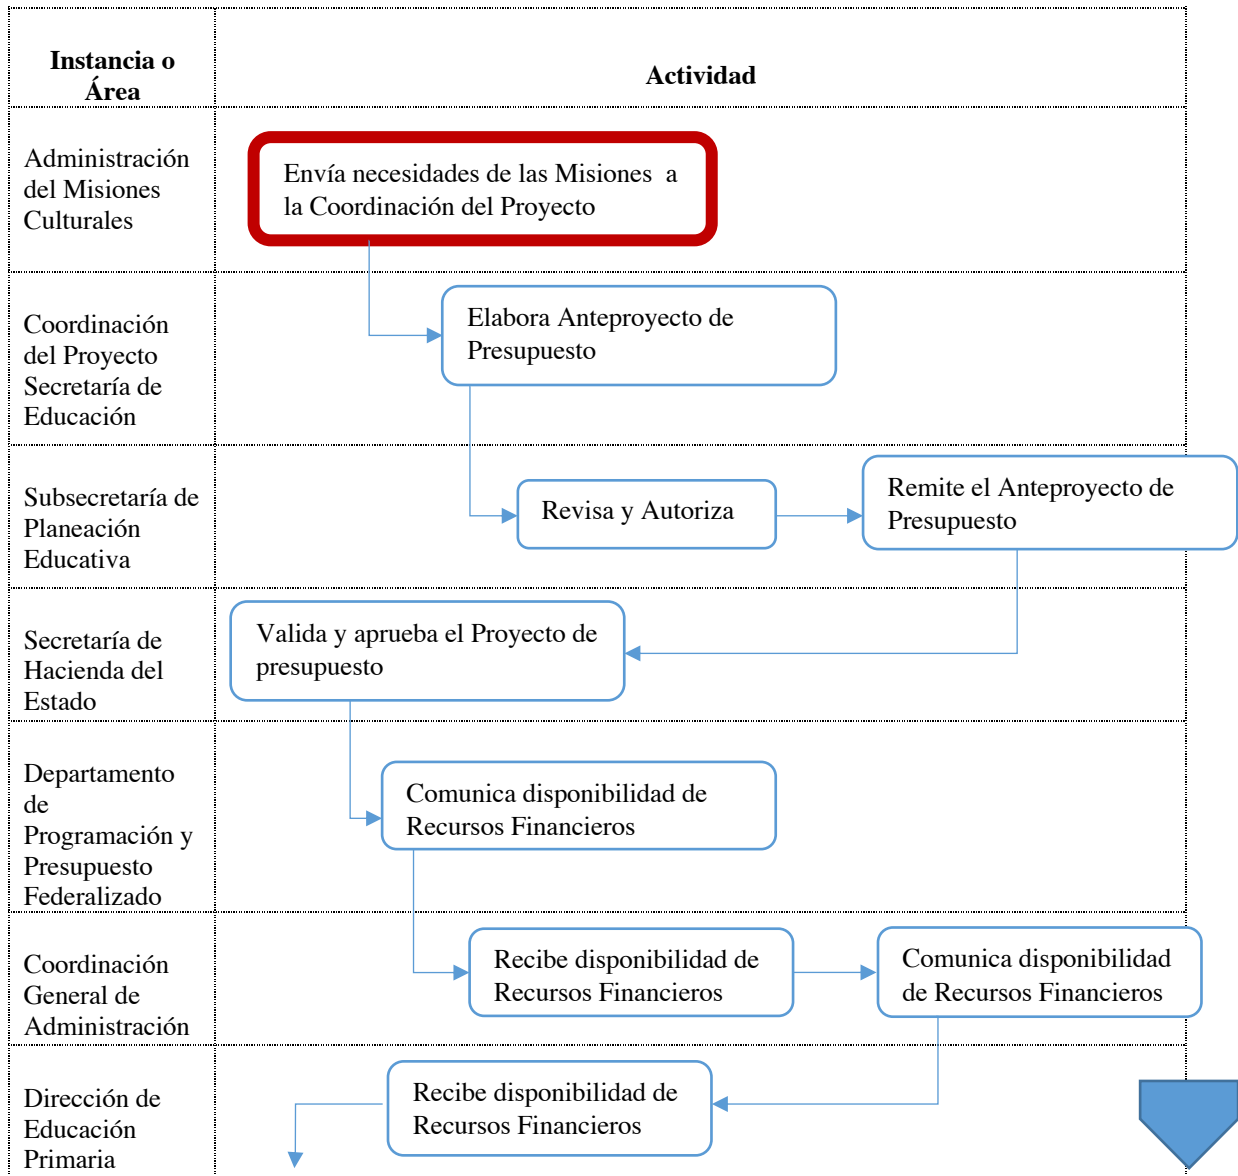 Instancia o
Área
Actividad
Administración
del Misiones
Culturales
Envía necesidades de las Misiones a
la Coordinación del Proyecto
Coordinación
del Proyecto
Secretaría de
Educación
Elabora Anteproyecto de
Presupuesto
Subsecretaría de
Planeación
Educativa
Revisa y Autoriza
Remite el Anteproyecto de
Presupuesto
Secretaría de
Hacienda del
Estado
Valida y aprueba el Proyecto de
presupuesto
Departamento
de
Programación y
Presupuesto
Federalizado
Comunica disponibilidad de
Recursos Financieros
Coordinación
General de
Administración
Recibe disponibilidad de
Recursos Financieros
Comunica disponibilidad
de Recursos Financieros
Dirección de
Educación
Primaria
Recibe disponibilidad de
Recursos Financieros